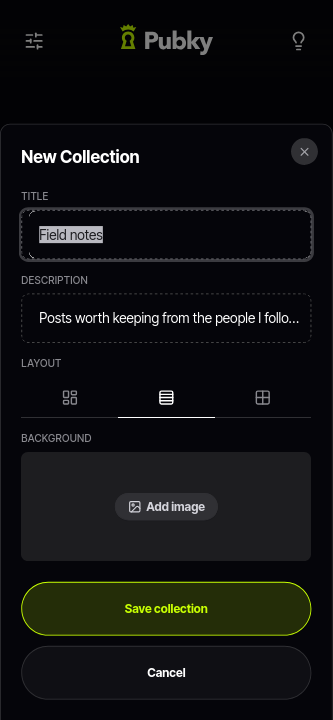 Pubky
New Collection
TITLE
Field notes
DESCRIPTION
Posts worth keeping from the people I follo...
LAYOUT
BACKGROUND
Add image
Save collection
Cancel